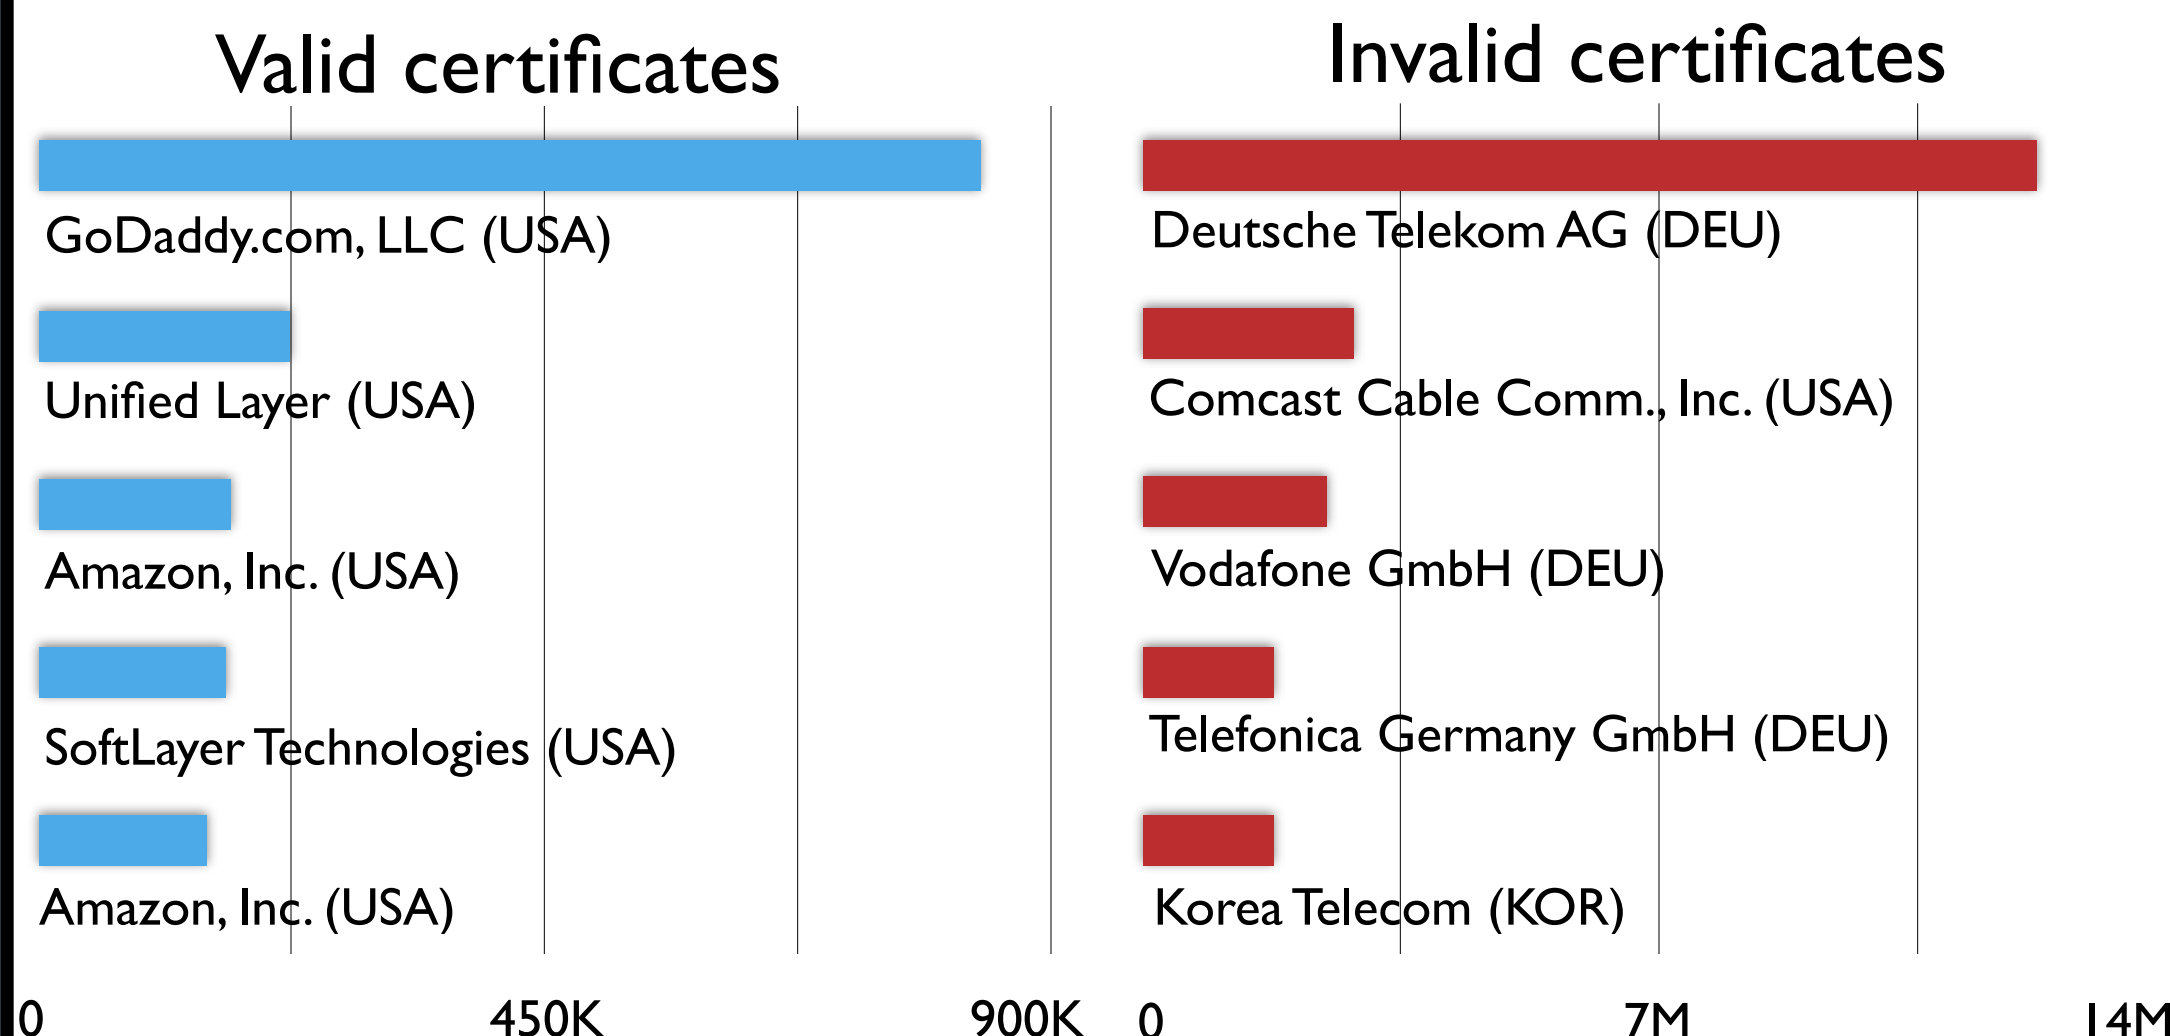 Valid certificates
GoDaddy.com, LLC (USA)
Unified Layer (USA)
Amazon, Inc. (USA)
SoftLayer Technologies (USA)
Amazon, Inc. (USA)
0 450K 900K
Invalid certificates
Deutsche Telekom AG (DEU)
Comcast Cable Comm., Inc. (USA)
Vodafone GmbH (DEU)
Telefonica Germany GmbH (DEU)
Korea Telecom (KOR)
0 7M 14M